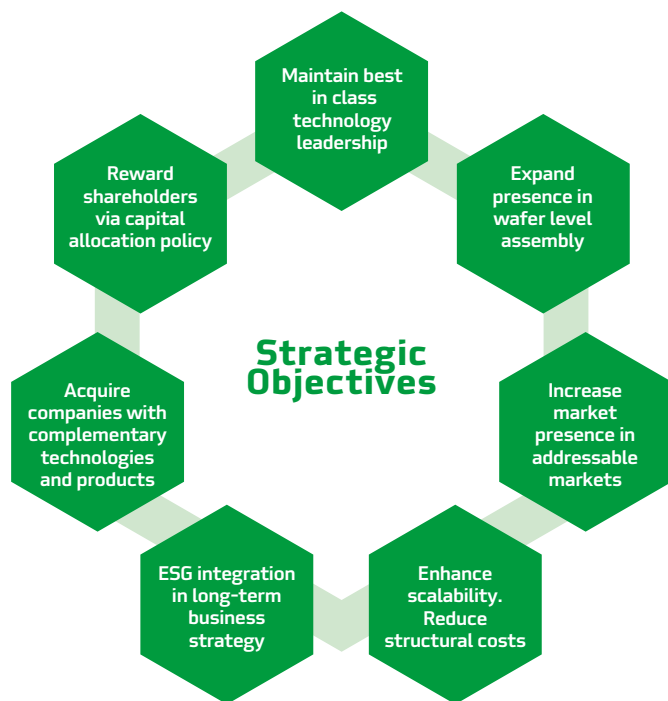 Maintain best
in class
technology
leadership
Expand
presence in
wafer level
assembly
Increase
market
presence in
addressable
markets
Enhance
scalability.
Reduce
structural costs
ESG integration
in long-term
business
strategy
Acquire
companies with
complementary
technologies
and products
Reward
shareholders
via capital
allocation policy
Strategic
Objectives